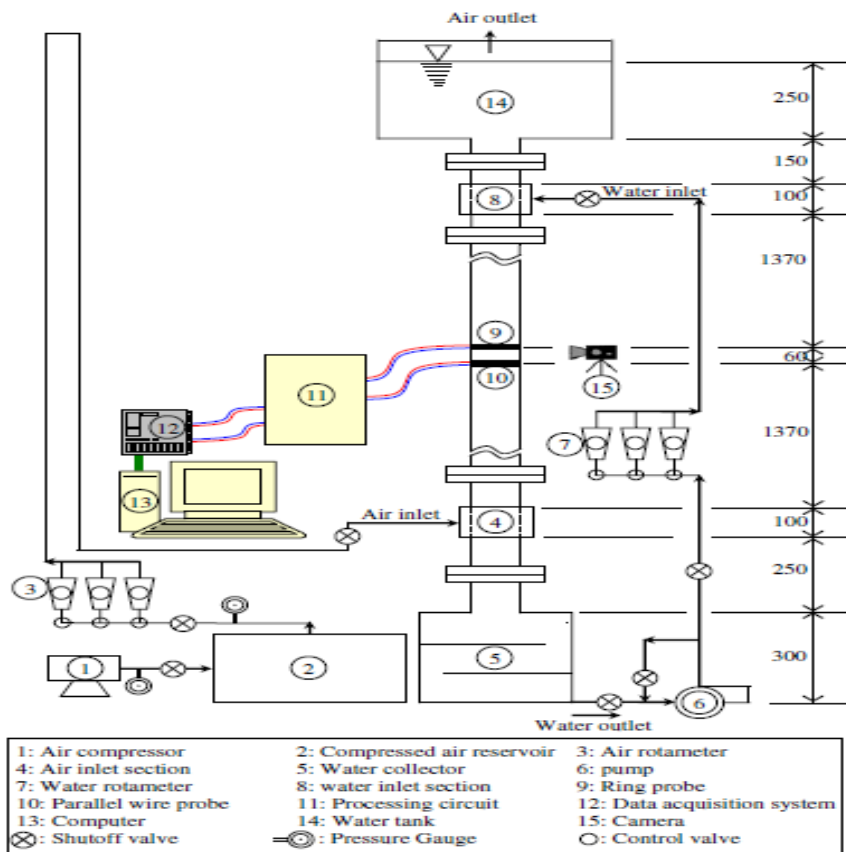 Air outlet
14
250
150
8
Water inlet
100
1370
9
60
10
15
11
12
7
1370
13
Air inlet
4
100
3
250
1
2
5
300
6
Water outlet
1: Air compressor 2: Compressed air reservoir 3: Air rotameter
4: Air inlet section 5: Water collector 6: pump
7: Water rotameter 8: water inlet section 9: Ring probe
10: Parallel wire probe 11: Processing circuit 12: Data acquisition system
13: Computer 14: Water tank 15: Camera
: Shutoff valve : Pressure Gauge : Control valve